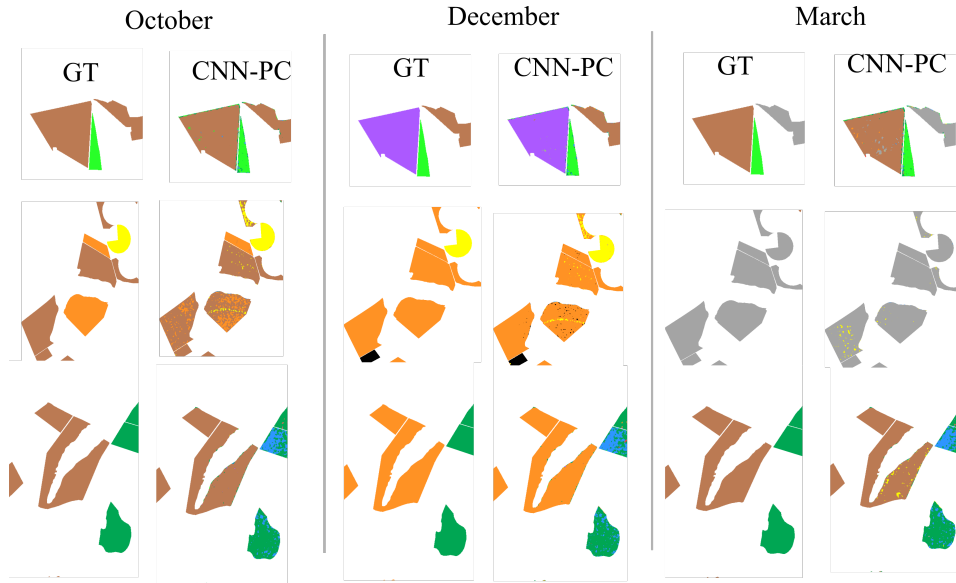 October
December
March
GT
CNN-PC
GT
CNN-PC
GT
CNN-PC